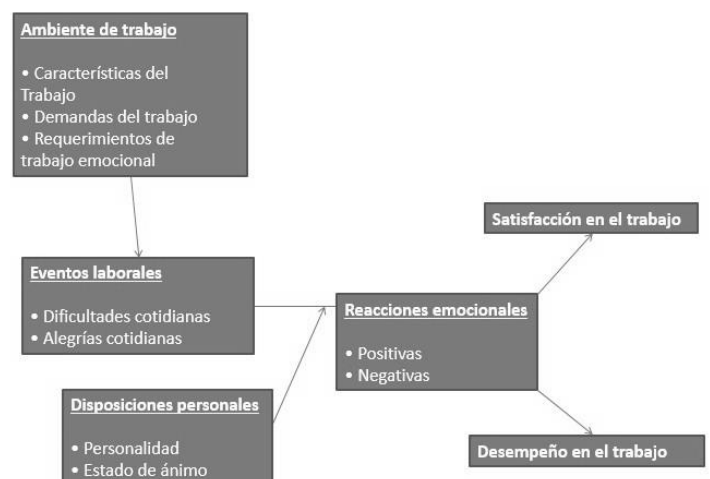 Ambiente de trabajo
• Características del
Trabajo
• Demandas del trabajo
• Requerimientos de
trabajo emocional
Satisfacción en el trabajo
Eventos laborales
• Dificultades cotidianas
• Alegrías cotidianas
Reacciones emocionales
• Positivas
• Negativas
Disposiciones personales
• Personalidad
• Estado de ánimo
Desempeño en el trabajo